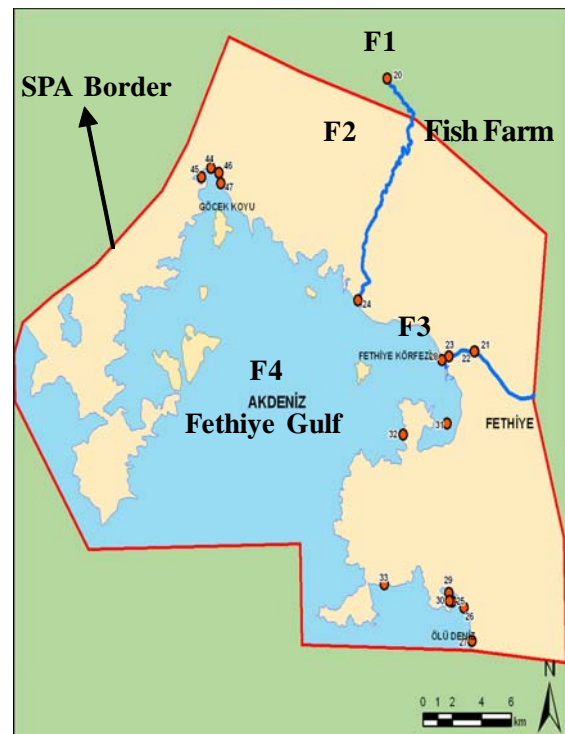 F1
20
SPA Border
F2
Fish Farm
44
46
45
47
GÖCEK KOYU
24
F3
23
21
FETHİYE KÖRFEZİ
28
22
F4
AKDENİZ
FETHİYE
Fethiye Gulf
31
32
33
29
30
25
26
ÖLÜ DENİZ
27
N
0 1 2 4 6
km